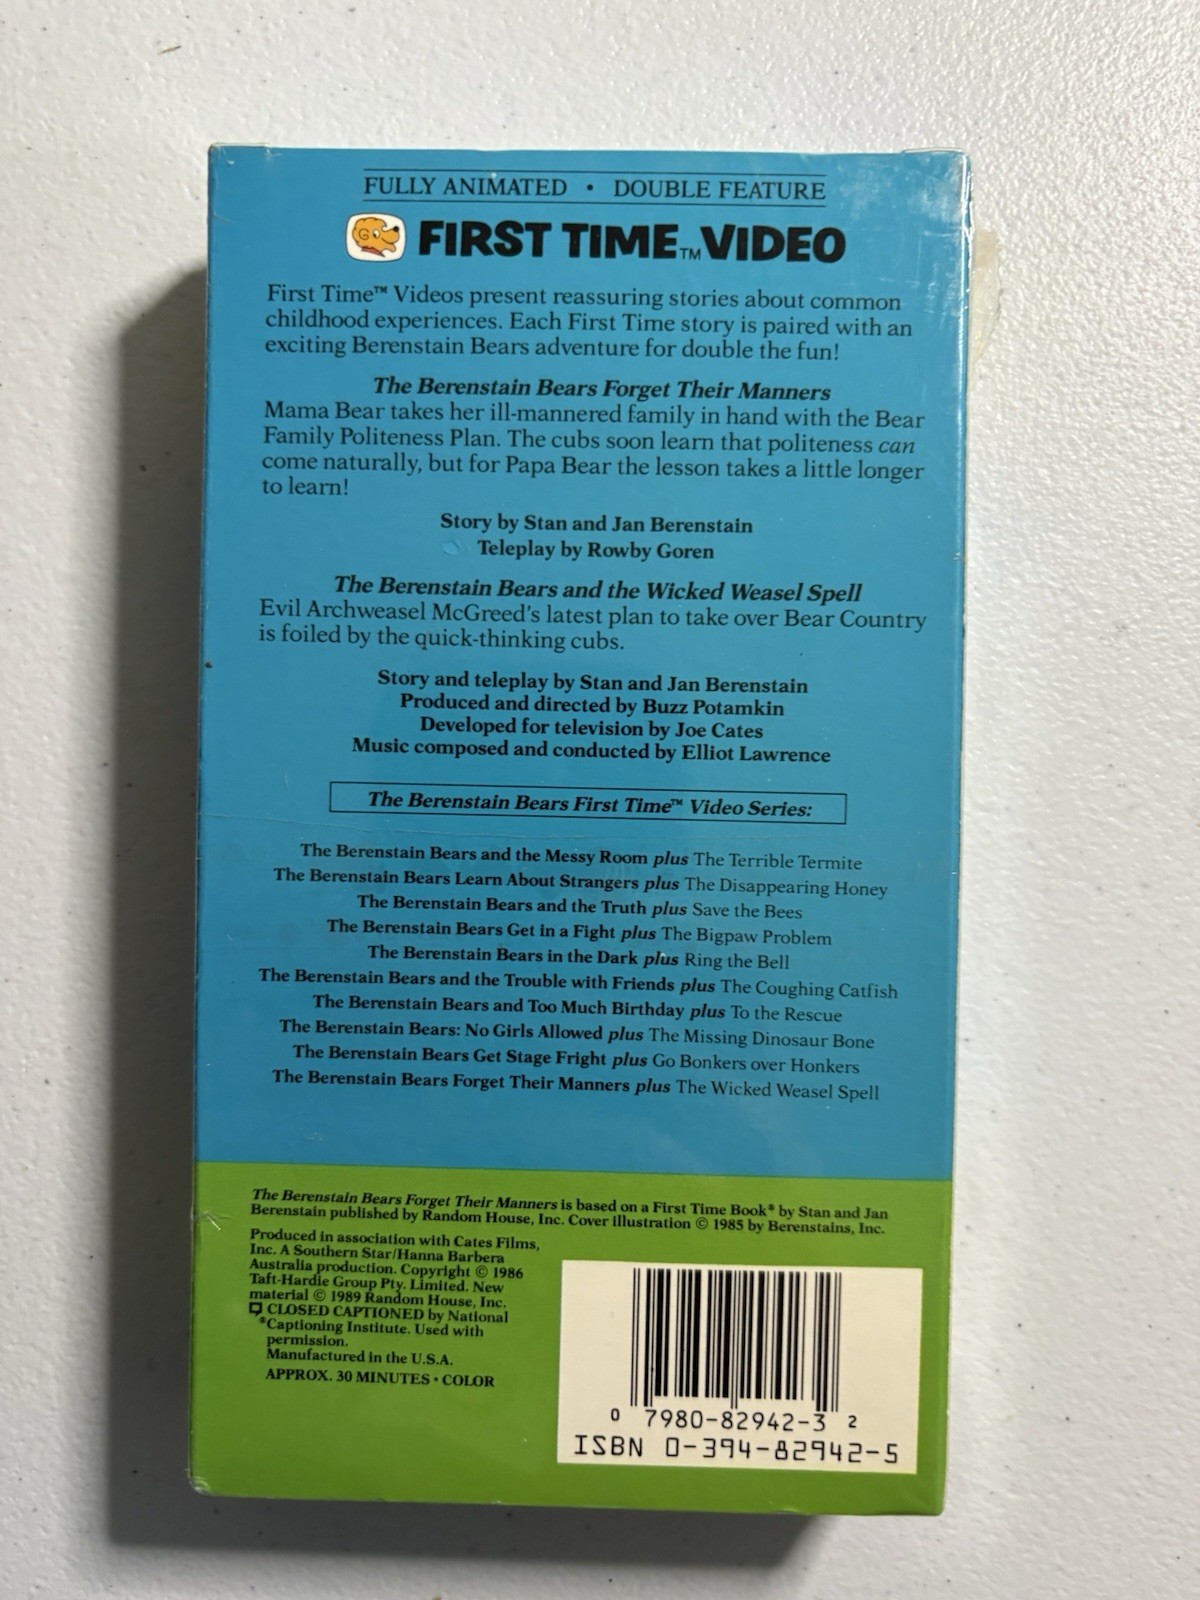 FULLY ANIMATED • DOUBLE FEATURE
FIRST TIME™ VIDEO
First Time™ Videos present reassuring stories about common
childhood experiences. Each First Time story is paired with an
exciting Berenstain Bears adventure for double the fun!
The Berenstain Bears Forget Their Manners
Mama Bear takes her ill-mannered family in hand with the Bear
Family Politeness Plan. The cubs soon learn that politeness can
come naturally, but for Papa Bear the lesson takes a little longer
to learn!
Story by Stan and Jan Berenstain
Teleplay by Rowby Goren
The Berenstain Bears and the Wicked Weasel Spell
Evil Archweasel McGreed's latest plan to take over Bear Country
is foiled by the quick-thinking cubs.
Story and teleplay by Stan and Jan Berenstain
Produced and directed by Buzz Potamkin
Developed for television by Joe Cates
Music composed and conducted by Elliot Lawrence
The Berenstain Bears First Time™ Video Series:
The Berenstain Bears and the Messy Room plus The Terrible Termite
The Berenstain Bears Learn About Strangers plus The Disappearing Honey
The Berenstain Bears and the Truth plus Save the Bees
The Berenstain Bears Get in a Fight plus The Bigpaw Problem
The Berenstain Bears in the Dark plus Ring the Bell
The Berenstain Bears and the Trouble with Friends plus The Coughing Catfish
The Berenstain Bears and Too Much Birthday plus To the Rescue
The Berenstain Bears: No Girls Allowed plus The Missing Dinosaur Bone
The Berenstain Bears Get Stage Fright plus Go Bonkers over Honkers
The Berenstain Bears Forget Their Manners plus The Wicked Weasel Spell
The Berenstain Bears Forget Their Manners is based on a First Time Book® by Stan and Jan
Berenstain published by Random House, Inc. Cover illustration © 1985 by Berenstains, Inc.
Produced in association with Cates Films,
Inc. A Southern Star/Hanna Barbera
Australia production. Copyright © 1986
Taft-Hardie Group Pty. Limited. New
material © 1989 Random House, Inc.
CLOSED CAPTIONED by National
®Captioning Institute. Used with
permission.
Manufactured in the U.S.A.
APPROX. 30 MINUTES • COLOR
0 7980-82942-3 2
ISBN 0-394-82942-5